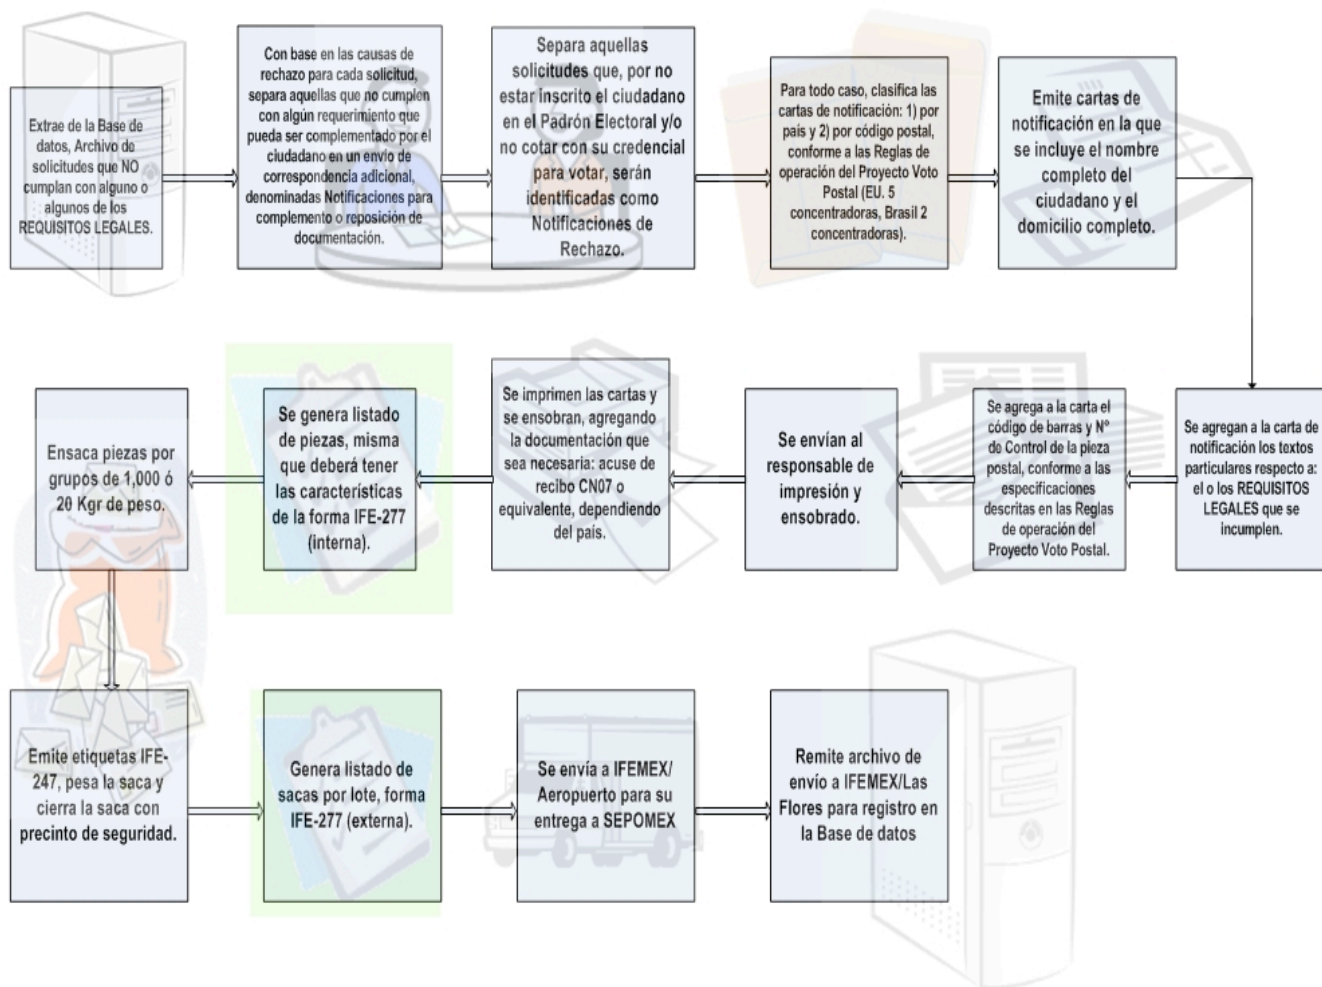 Extrae de la Base de
datos, Archivo de
solicitudes que NO
cumplan con alguno o
algunos de los
REQUISITOS LEGALES.
Con base en las causas de
rechazo para cada solicitud,
separa aquellas que no cumplen
con algún requerimiento que
pueda ser complementado por el
ciudadano en un envío de
correspondencia adicional,
denominadas Notificaciones para
complemento o reposición de
documentación.
Separa aquellas
solicitudes que, por no
estar inscrito el ciudadano
en el Padrón Electoral y/o
no cotar con su credencial
para votar, serán
identificadas como
Notificaciones de
Rechazo.
Para todo caso, clasifica las
cartas de notificación: 1) por
país y 2) por código postal,
conforme a las Reglas de
operación del Proyecto Voto
Postal (EU. 5
concentradoras, Brasil 2
concentradoras).
Emite cartas de
notificación en la que
se incluye el nombre
completo del
ciudadano y el
domicilio completo.
Se agregan a la carta de
notificación los textos
particulares respecto a:
el o los REQUISITOS
LEGALES que se
incumplen.
Se agrega a la carta el
código de barras y N°
de Control de la pieza
postal, conforme a las
especificaciones
descritas en las Reglas
de operación del
Proyecto Voto Postal.
Se envían al
responsable de
impresión y
ensobrado.
Se imprimen las cartas y
se ensobran, agregando
la documentación que
sea necesaria: acuse de
recibo CN07 o
equivalente, dependiendo
del país.
Se genera listado
de piezas, misma
que deberá tener
las características
de la forma IFE-277
(interna).
Ensaca piezas por
grupos de 1,000 ó
20 Kgr de peso.
Emite etiquetas IFE-
247, pesa la saca y
cierra la saca con
precinto de seguridad.
Genera listado de
sacas por lote, forma
IFE-277 (externa).
Se envía a IFEMEX/
Aeropuerto para su
entrega a SEPOMEX
Remite archivo de
envío a IFEMEX/Las
Flores para registro en
la Base de datos